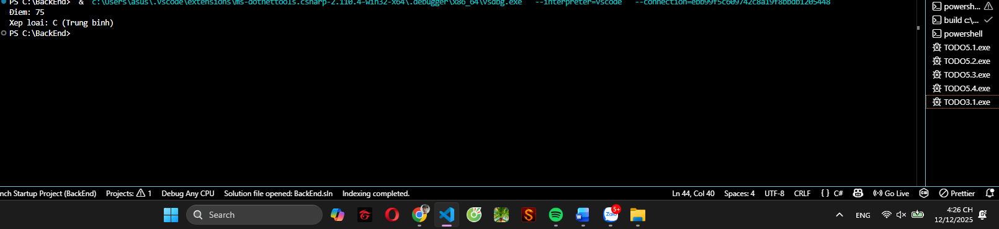 PS C:\BackEnd> & c:\Users\asus\.vscode\extensions\ms-dotnettools.csharp-2.110.4-win32-x64\.debugger\x86_64\vsdbg.exe --interpreter=vscode --connection=ebb99f5c609742c8a19f8bbdb1205448
Điem: 75
Xep loai: C (Trung binh)
PS C:\BackEnd>
powersh...
build c:\...
powershell
TODO5.1.exe
TODO5.2.exe
TODO5.3.exe
TODO5.4.exe
TODO3.1.exe
nch Startup Project (BackEnd) Projects: 1 Debug Any CPU Solution file opened: BackEnd.sln Indexing completed. Ln 44, Col 40 Spaces: 4 UTF-8 CRLF { } C# Go Live Prettier
Search
Zalo
5+
ENG
4:26 CH
12/12/2025